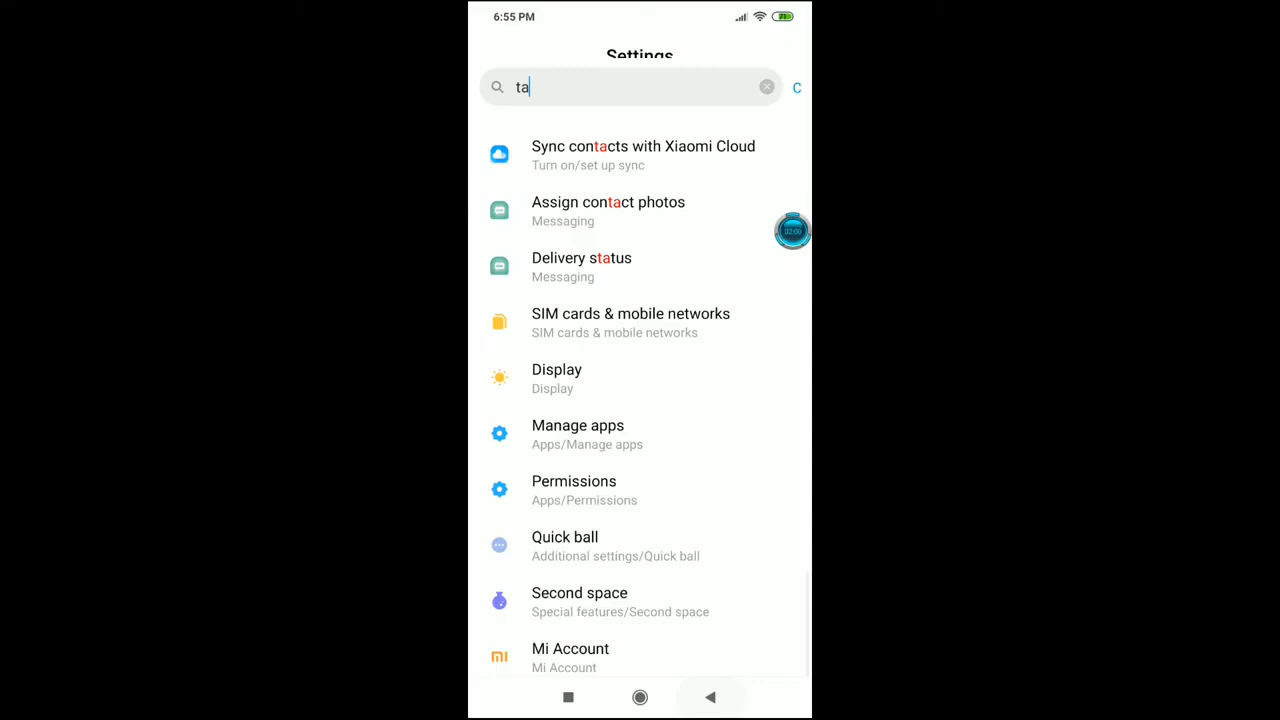 6:55 PM
Settings
ta
C
Sync contacts with Xiaomi Cloud
Turn on/set up sync
Assign contact photos
Messaging
02:00
Delivery status
Messaging
SIM cards & mobile networks
SIM cards & mobile networks
Display
Display
Manage apps
Apps/Manage apps
Permissions
Apps/Permissions
Quick ball
Additional settings/Quick ball
Second space
Special features/Second space
Mi Account
Mi Account